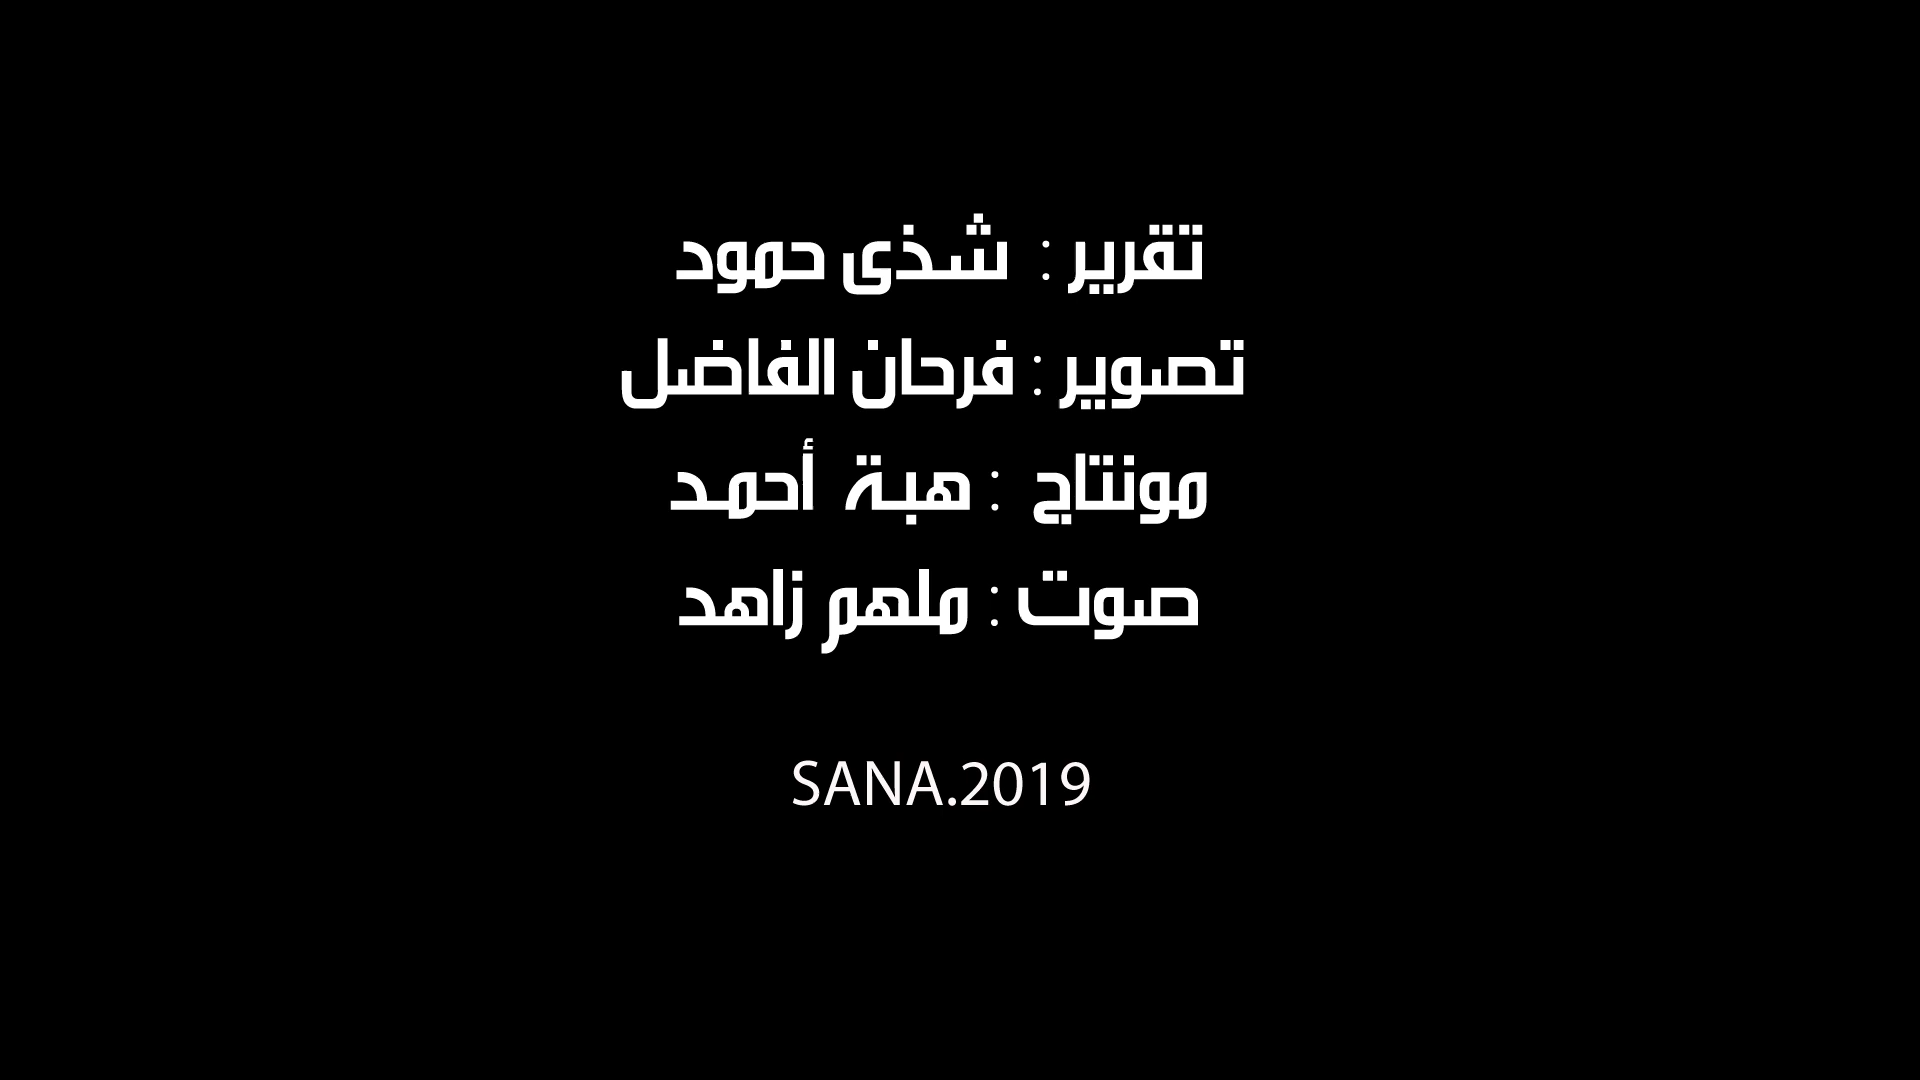 تقرير : شذى حمود
تصوير : فرحان الفاضل
مونتاج : هبة أحمد
صوت : ملهم زاهد
SANA.2019